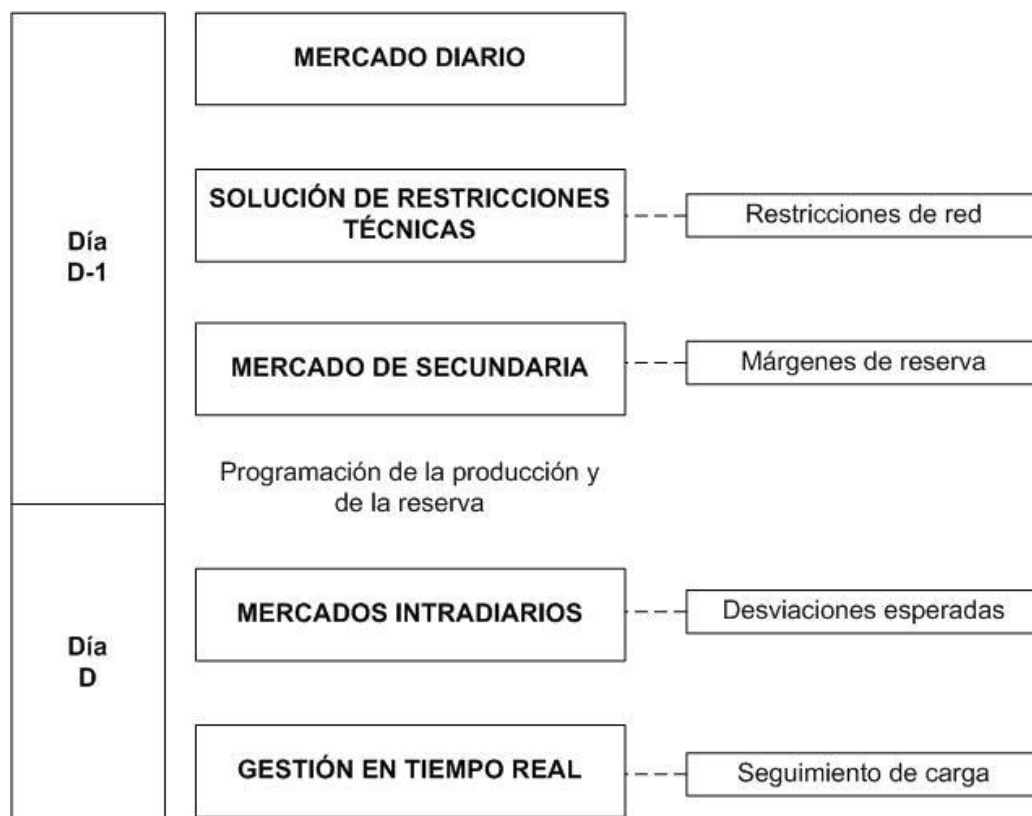 MERCADO DIARIO
SOLUCIÓN DE RESTRICCIONES
TÉCNICAS
Restricciones de red
Día
D-1
MERCADO DE SECUNDARIA
Márgenes de reserva
Programación de la producción y
de la reserva
MERCADOS INTRADIARIOS
Desviaciones esperadas
Día
D
GESTIÓN EN TIEMPO REAL
Seguimiento de carga